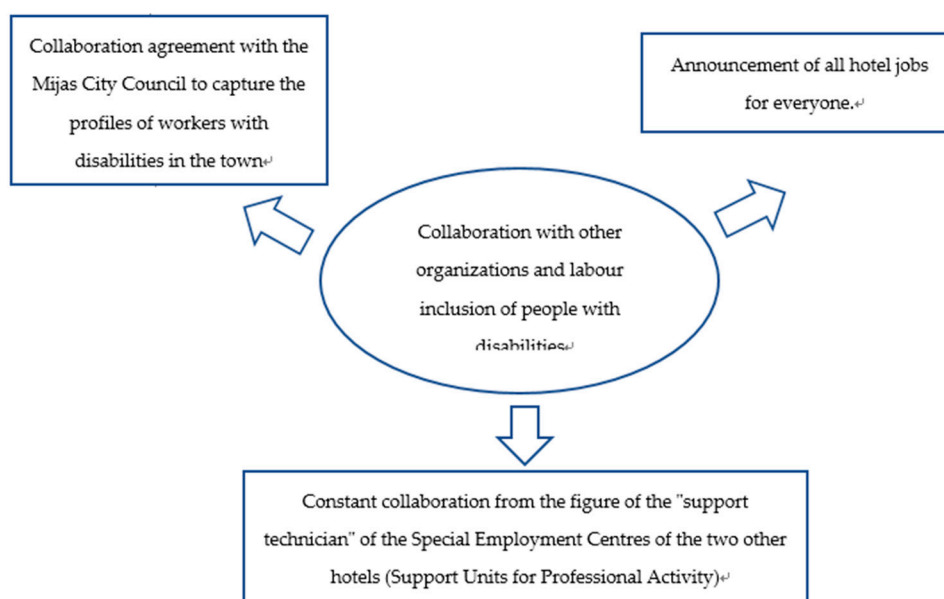 Collaboration agreement with the
Mijas City Council to capture the
profiles of workers with
disabilities in the town↵
Announcement of all hotel jobs
for everyone.↵
Collaboration with other
organizations and labour
inclusion of people with
disabilities↵
Constant collaboration from the figure of the "support
technician" of the Special Employment Centres of the two other
hotels (Support Units for Professional Activity)↵